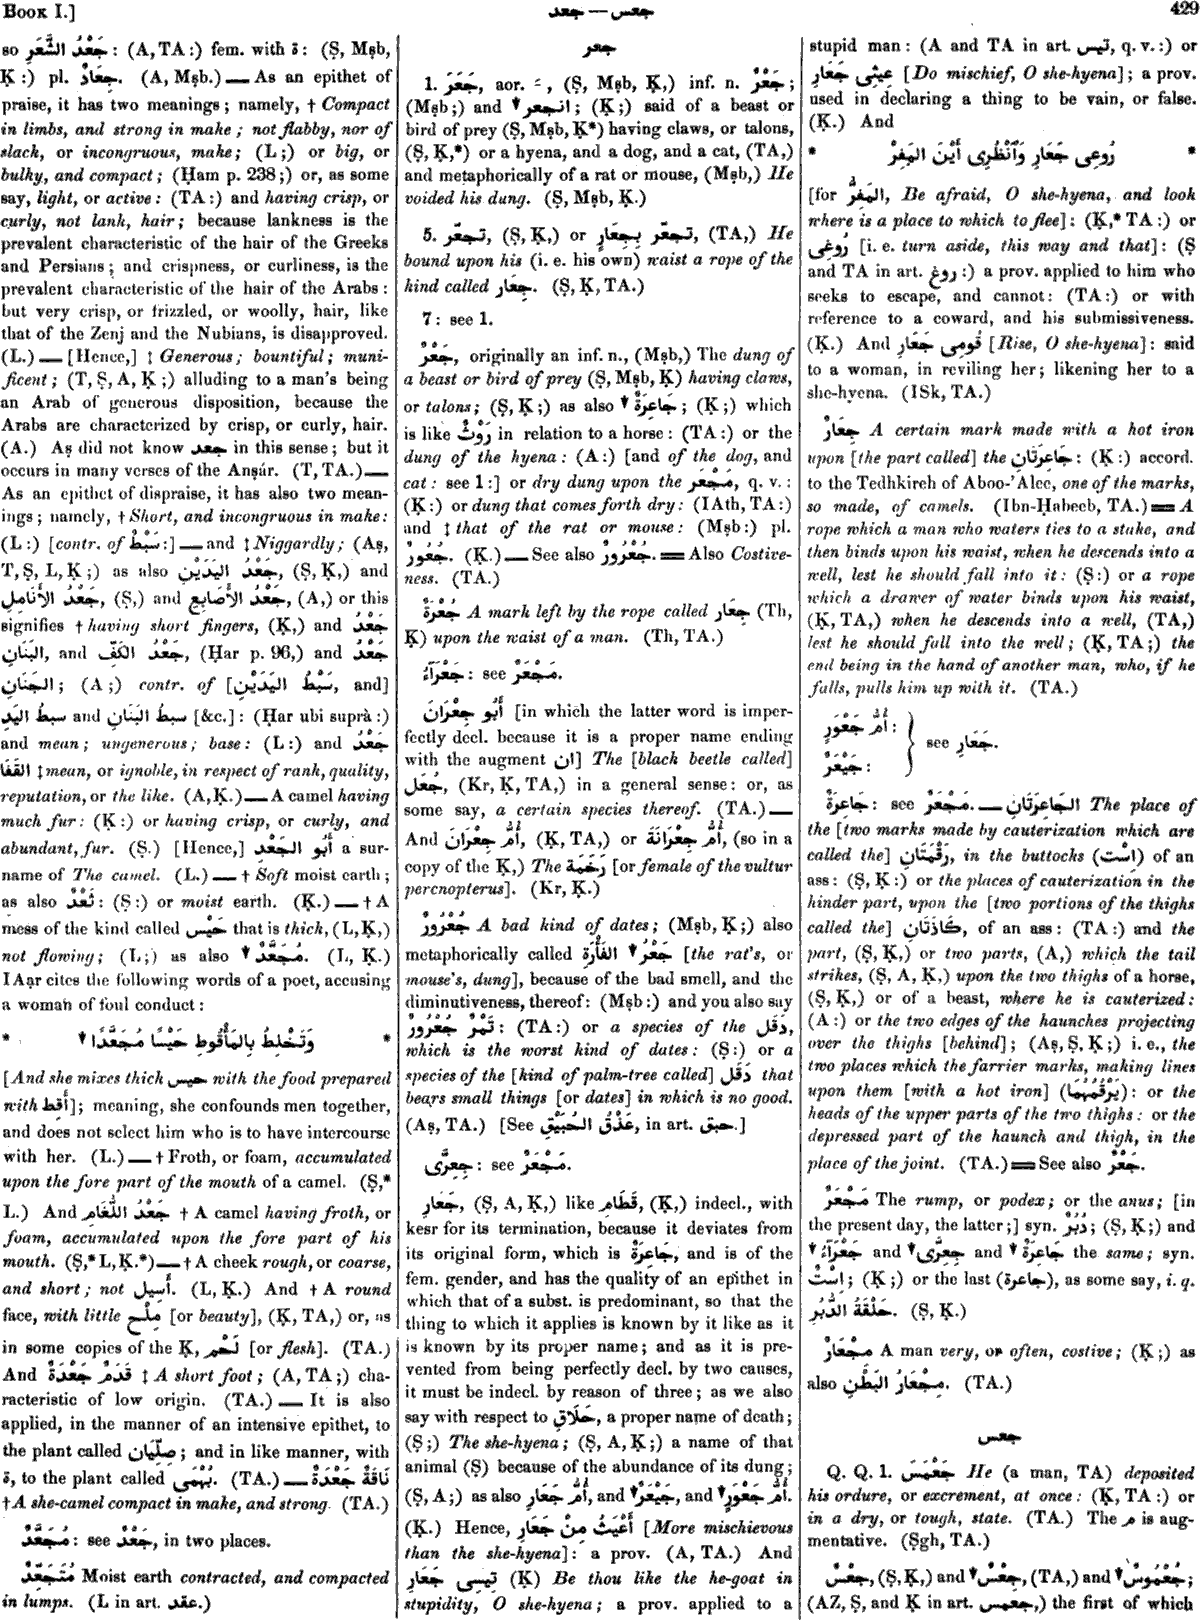 Book I.]
جعد — جعس
429
so جَعْدُ الشَّعَرِ: (A, TA:) fem. with ة: (Ṣ, Mṣb,
Ḳ:) pl. جِعَادٌ. (A, Mṣb.) — As an epithet of
praise, it has two meanings; namely, † Compact
in limbs, and strong in make; not flabby, nor of
slack, or incongruous, make; (L;) or big, or
bulky, and compact; (Ḥam p. 238;) or, as some
say, light, or active: (TA:) and having crisp, or
curly, not lank, hair; because lankness is the
prevalent characteristic of the hair of the Greeks
and Persians; and crispness, or curliness, is the
prevalent characteristic of the hair of the Arabs:
but very crisp, or frizzled, or woolly, hair, like
that of the Zenj and the Nubians, is disapproved.
(L.) — [Hence,] ‡ Generous; bountiful; muni-
ficent; (T, Ṣ, A, Ḳ;) alluding to a man's being
an Arab of generous disposition, because the
Arabs are characterized by crisp, or curly, hair.
(A.) Aṣ did not know جعد in this sense; but it
occurs in many verses of the Anṣár. (T, TA.) —
As an epithet of dispraise, it has also two mean-
ings; namely, † Short, and incongruous in make:
(L:) [contr. of سَبْطٌ:] — and ‡ Niggardly; (Aṣ,
T, Ṣ, L, Ḳ;) as also جَعْدُ اليَدَيْنِ, (Ṣ, Ḳ,) and
جَعْدُ الأَنَامِلِ, (Ṣ,) and جَعْدُ الأَصَابِعِ, (A,) or this
signifies † having short fingers, (Ḳ,) and جَعْدُ
البَنَانِ, and جَعْدُ الكَفِّ, (Ḥar p. 96,) and جَعْدُ
الجَنَانِ; (A;) contr. of [سَبْطُ اليَدَيْنِ, and]
سبط اليَدِ and سبط البَنَانِ [&c.]: (Ḥar ubi suprà:)
and mean; ungenerous; base: (L:) and جَعْدُ
القَفَا ‡ mean, or ignoble, in respect of rank, quality,
reputation, or the like. (A, Ḳ.) — A camel having
much fur: (Ḳ:) or having crisp, or curly, and
abundant, fur. (Ṣ.) [Hence,] أَبُو الجَعْدِ a sur-
name of The camel. (L.) — † Soft moist earth;
as also ثَعْدٌ: (Ṣ:) or moist earth. (Ḳ.) — † A
mess of the kind called حَيْس that is thick, (L, Ḳ,)
not flowing; (L;) as also ▼ مُجَعَّدٌ. (L, Ḳ.)
IAạr cites the following words of a poet, accusing
a woman of foul conduct:
* وَتَخْلِطُ بِالمَأْقُوطِ حَيْسًا مُجَعَّدَا ▼ *
[And she mixes thick حيس with the food prepared
with أَقِط]; meaning, she confounds men together,
and does not select him who is to have intercourse
with her. (L.) — † Froth, or foam, accumulated
upon the fore part of the mouth of a camel. (Ṣ,*
L.) And جَعْدُ اللُّغَامِ † A camel having froth, or
foam, accumulated upon the fore part of his
mouth. (Ṣ,* L, Ḳ.*) — † A cheek rough, or coarse,
and short; not أَسِيل. (L, Ḳ.) And † A round
face, with little مِلْح [or beauty], (Ḳ, TA,) or, as
in some copies of the Ḳ, لَحْم [or flesh]. (TA.)
And قَدَمٌ جَعْدَةٌ ‡ A short foot; (A, TA;) cha-
racteristic of low origin. (TA.) — It is also
applied, in the manner of an intensive epithet, to
the plant called صِلِّيَان; and in like manner, with
ة, to the plant called بُهْمَى. (TA.) — نَاقَةٌ جَعْدَةٌ
† A she-camel compact in make, and strong. (TA.)
مُجَعَّدٌ: see جَعْدٌ, in two places.
مُتَجَعِّدٌ Moist earth contracted, and compacted
in lumps. (L in art. عقد.)
جعر
1. جَعَرَ, aor. ـَ, (Ṣ, Mṣb, Ḳ,) inf. n. جَعْرٌ;
(Mṣb;) and ▼ انجعر; (Ḳ;) said of a beast or
bird of prey (Ṣ, Mṣb, Ḳ*) having claws, or talons,
(Ṣ, Ḳ,*) or a hyena, and a dog, and a cat, (TA,)
and metaphorically of a rat or mouse, (Mṣb,) He
voided his dung. (Ṣ, Mṣb, Ḳ.)
5. تجعّر, (Ṣ, Ḳ,) or تجعّر بِجِعَارٍ, (TA,) He
bound upon his (i. e. his own) waist a rope of the
kind called جِعَار. (Ṣ, Ḳ, TA.)
7: see 1.
جَعْرٌ, originally an inf. n., (Mṣb,) The dung of
a beast or bird of prey (Ṣ, Mṣb, Ḳ) having claws,
or talons; (Ṣ, Ḳ;) as also ▼ جَاعِرَةٌ; (Ḳ;) which
is like رَوْثٌ in relation to a horse: (TA:) or the
dung of the hyena: (A:) [and of the dog, and
cat: see 1:] or dry dung upon the مَجْعَر, q. v.:
(Ḳ:) or dung that comes forth dry: (IAth, TA:)
and ‡ that of the rat or mouse: (Mṣb:) pl.
جُعُورٌ. (Ḳ.) — See also جُعْرُورٌ. = Also Costive-
ness. (TA.)
جُعْرَةٌ A mark left by the rope called جِعَار (Th,
Ḳ) upon the waist of a man. (Th, TA.)
جَعْرَآءُ: see مَجْعَرٌ.
أَبُو جِعْرَانَ [in which the latter word is imper-
fectly decl. because it is a proper name ending
with the augment ان] The [black beetle called]
جُعَل, (Kr, Ḳ, TA,) in a general sense: or, as
some say, a certain species thereof. (TA.) —
And أُمُّ جِعْرَانَ, (Ḳ, TA,) or أُمُّ جِعْرَانَةَ, (so in a
copy of the Ḳ,) The رَخَمَة [or female of the vultur
percnopterus]. (Kr, Ḳ.)
جُعْرُورٌ A bad kind of dates; (Mṣb, Ḳ;) also
metaphorically called ▼ جَعْرُ الفَأْرَةِ [the rat's, or
mouse's, dung], because of the bad smell, and the
diminutiveness, thereof: (Mṣb:) and you also say
تَمْرٌ جُعْرُورٌ: (TA:) or a species of the دَقَل,
which is the worst kind of dates: (Ṣ:) or a
species of the [kind of palm-tree called] دَقَل that
bears small things [or dates] in which is no good.
(Aṣ, TA.) [See عَذْقُ الحُبَيْقِ, in art. حبق.]
جِعِرَّى: see مَجْعَرٌ.
جَعَارِ, (Ṣ, A, Ḳ,) like قَطَامِ, (Ḳ,) indecl., with
kesr for its termination, because it deviates from
its original form, which is جَاعِرَةٌ, and is of the
fem. gender, and has the quality of an epithet in
which that of a subst. is predominant, so that the
thing to which it applies is known by it like as it
is known by its proper name; and as it is pre-
vented from being perfectly decl. by two causes,
it must be indecl. by reason of three; as we also
say with respect to حَلَاقِ, a proper name of death;
(Ṣ;) The she-hyena; (Ṣ, A, Ḳ;) a name of that
animal (Ṣ) because of the abundance of its dung;
(Ṣ, A;) as also أُمُّ جَعَارِ, and ▼ جَيْعَرٌ, and ▼ أُمُّ جَعْوَرٍ.
(Ḳ.) Hence, أَعْيَثُ مِنْ جَعَارِ [More mischievous
than the she-hyena]: a prov. (A, TA.) And
تِيسِى جَعَارِ (Ḳ) Be thou like the he-goat in
stupidity, O she-hyena; a prov. applied to a
stupid man: (A and TA in art. تيس, q. v.:) or
عِيثِى جَعَارِ [Do mischief, O she-hyena]; a prov.
used in declaring a thing to be vain, or false.
(Ḳ.) And
* رُوعِى جَعَارِ وَٱنْظُرِى أَيْنَ المَفِرْ *
[for المَفِرُّ, Be afraid, O she-hyena, and look
where is a place to which to flee]: (Ḳ,* TA:) or
رُوغِى [i. e. turn aside, this way and that]: (Ṣ
and TA in art. روغ:) a prov. applied to him who
seeks to escape, and cannot: (TA:) or with
reference to a coward, and his submissiveness.
(Ḳ.) And قُومِى جَعَارِ [Rise, O she-hyena]: said
to a woman, in reviling her; likening her to a
she-hyena. (ISk, TA.)
جِعَارٌ A certain mark made with a hot iron
upon [the part called] the جَاعِرَتَانِ: (Ḳ:) accord.
to the Tedhkireh of Aboo-'Alee, one of the marks,
so made, of camels. (Ibn-Ḥabeeb, TA.) = A
rope which a man who waters ties to a stake, and
then binds upon his waist, when he descends into a
well, lest he should fall into it: (Ṣ:) or a rope
which a drawer of water binds upon his waist,
(Ḳ, TA,) when he descends into a well, (TA,)
lest he should fall into the well; (Ḳ, TA;) the
end being in the hand of another man, who, if he
falls, pulls him up with it. (TA.)
أُمُّ جَعْوَرٍ:
see جَعَارِ.
جَيْعَرٌ:
جَاعِرَةٌ: see مَجْعَرٌ. — الجَاعِرَتَانِ The place of
the [two marks made by cauterization which are
called the] رَقْمَتَانِ, in the buttocks (اسْت) of an
ass: (Ṣ, Ḳ:) or the places of cauterization in the
hinder part, upon the [two portions of the thighs
called the] كَاذَتَانِ, of an ass: (TA:) and the
part, (Ṣ, Ḳ,) or two parts, (A,) which the tail
strikes, (Ṣ, A, Ḳ,) upon the two thighs of a horse,
(Ṣ, Ḳ,) or of a beast, where he is cauterized:
(A:) or the two edges of the haunches projecting
over the thighs [behind]; (Aṣ, Ṣ, Ḳ;) i. e., the
two places which the farrier marks, making lines
upon them [with a hot iron] (يَرْقُمُهُمَا): or the
heads of the upper parts of the two thighs: or the
depressed part of the haunch and thigh, in the
place of the joint. (TA.) = See also جَعْرٌ.
مَجْعَرٌ The rump, or podex; or the anus; [in
the present day, the latter;] syn. دُبُرٌ; (Ṣ, Ḳ;) and
▼ جَعْرَآءُ and ▼ جِعِرَّى and ▼ جَاعِرَةٌ the same; syn.
اسْتٌ; (Ḳ;) or the last (جاعرة), as some say, i. q.
حَلْقَةُ الدُّبُرِ. (Ṣ, Ḳ.)
مِجْعَارٌ A man very, or often, costive; (Ḳ;) as
also مِجْعَارُ البَطْنِ. (TA.)
جعس
Q. Q. 1. جَعْمَسَ He (a man, TA) deposited
his ordure, or excrement, at once: (Ḳ, TA:) or
in a dry, or tough, state. (TA.) The م is aug-
mentative. (Ṣgh, TA.)
جَعْسٌ, (Ṣ, Ḳ,) and ▼ جِعْسٌ, (TA,) and ▼ جُعْمُوسٌ;
(AZ, Ṣ, and Ḳ in art. جعمس,) the first of which